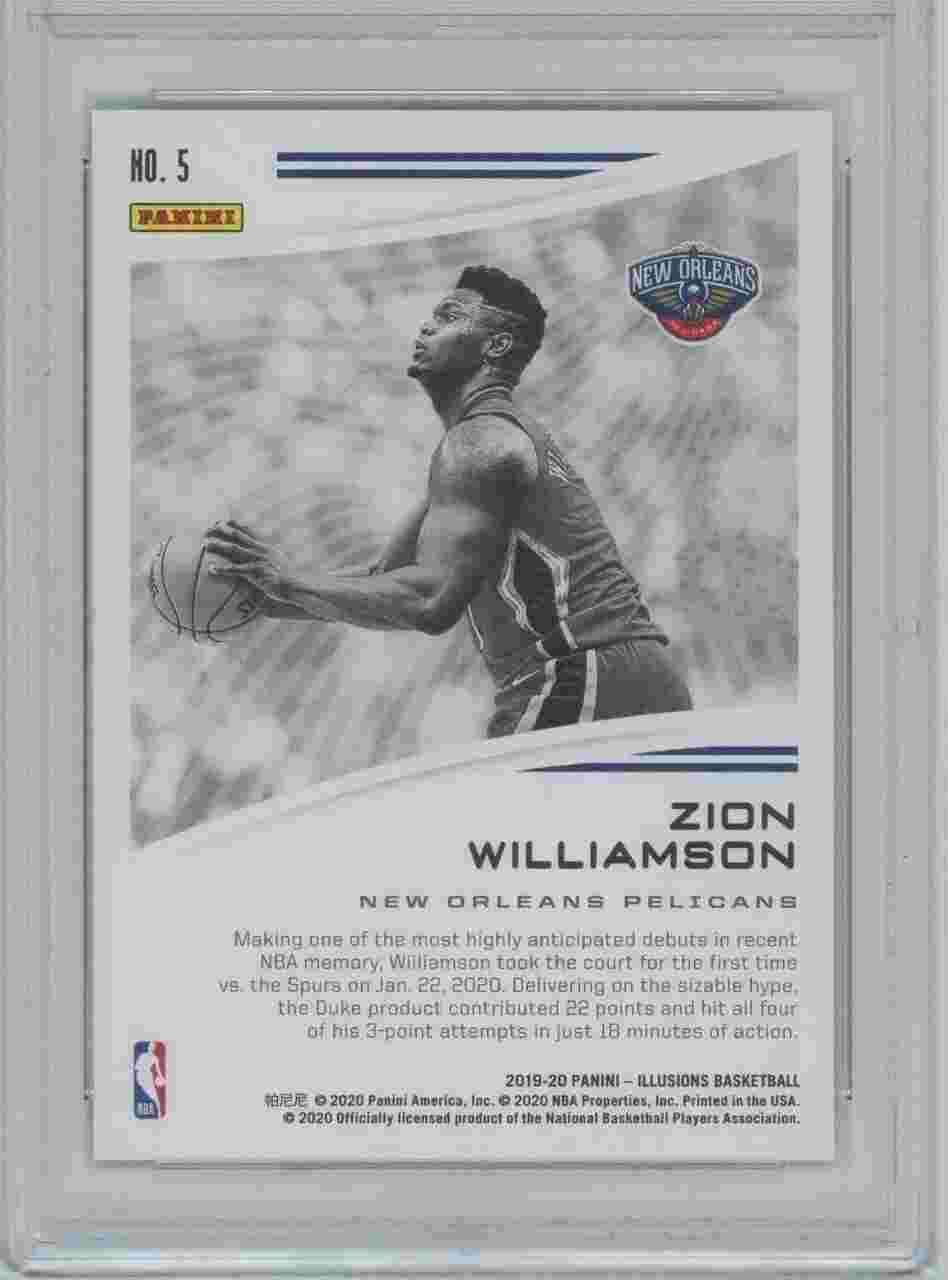 NO. 5
PANINI
NEW ORLEANS
ZION
WILLIAMSON
NEW ORLEANS PELICANS
Making one of the most highly anticipated debuts in recent
NBA memory, Williamson took the court for the first time
vs. the Spurs on Jan. 22, 2020. Delivering on the sizable hype,
the Duke product contributed 22 points and hit all four
of his 3-point attempts in just 18 minutes of action.
NBA
2019-20 PANINI – ILLUSIONS BASKETBALL
帕尼尼 © 2020 Panini America, Inc. © 2020 NBA Properties, Inc. Printed in the USA.
© 2020 Officially licensed product of the National Basketball Players Association.